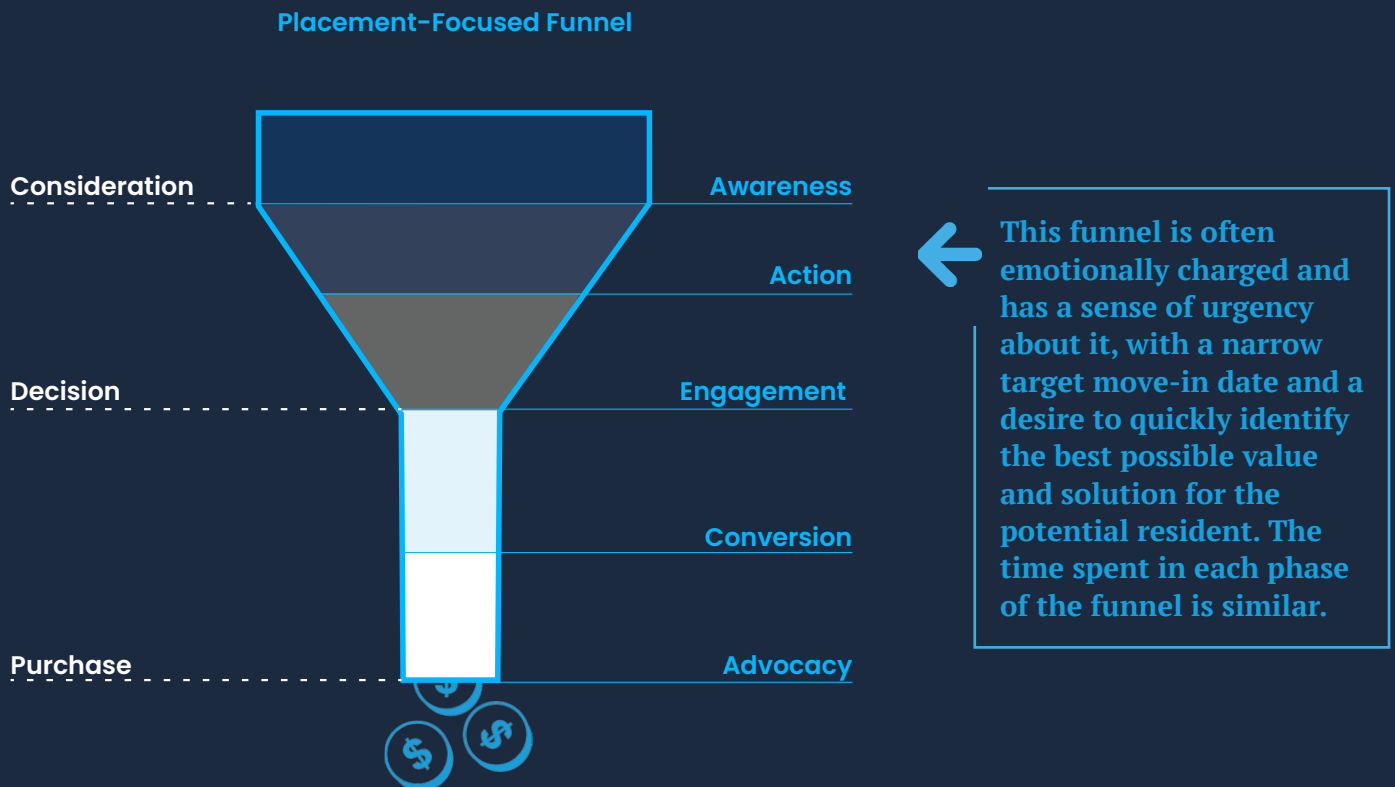 Placement-Focused Funnel
Consideration
Awareness
Action
Decision
Engagement
Conversion
Purchase
Advocacy
$
$
$
This funnel is often
emotionally charged and
has a sense of urgency
about it, with a narrow
target move-in date and a
desire to quickly identify
the best possible value
and solution for the
potential resident. The
time spent in each phase
of the funnel is similar.